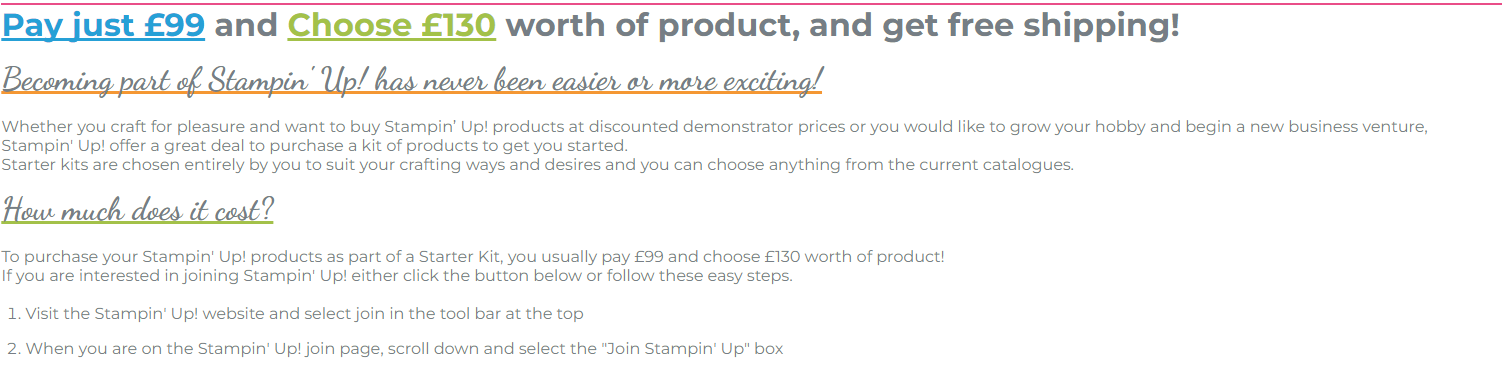 Pay just £99 and Choose £130 worth of product, and get free shipping!
Becoming part of Stampin' Up! has never been easier or more exciting!
Whether you craft for pleasure and want to buy Stampin’ Up! products at discounted demonstrator prices or you would like to grow your hobby and begin a new business venture,
Stampin' Up! offer a great deal to purchase a kit of products to get you started.
Starter kits are chosen entirely by you to suit your crafting ways and desires and you can choose anything from the current catalogues.
How much does it cost?
To purchase your Stampin' Up! products as part of a Starter Kit, you usually pay £99 and choose £130 worth of product!
If you are interested in joining Stampin' Up! either click the button below or follow these easy steps.
1. Visit the Stampin' Up! website and select join in the tool bar at the top
2. When you are on the Stampin' Up! join page, scroll down and select the "Join Stampin' Up" box